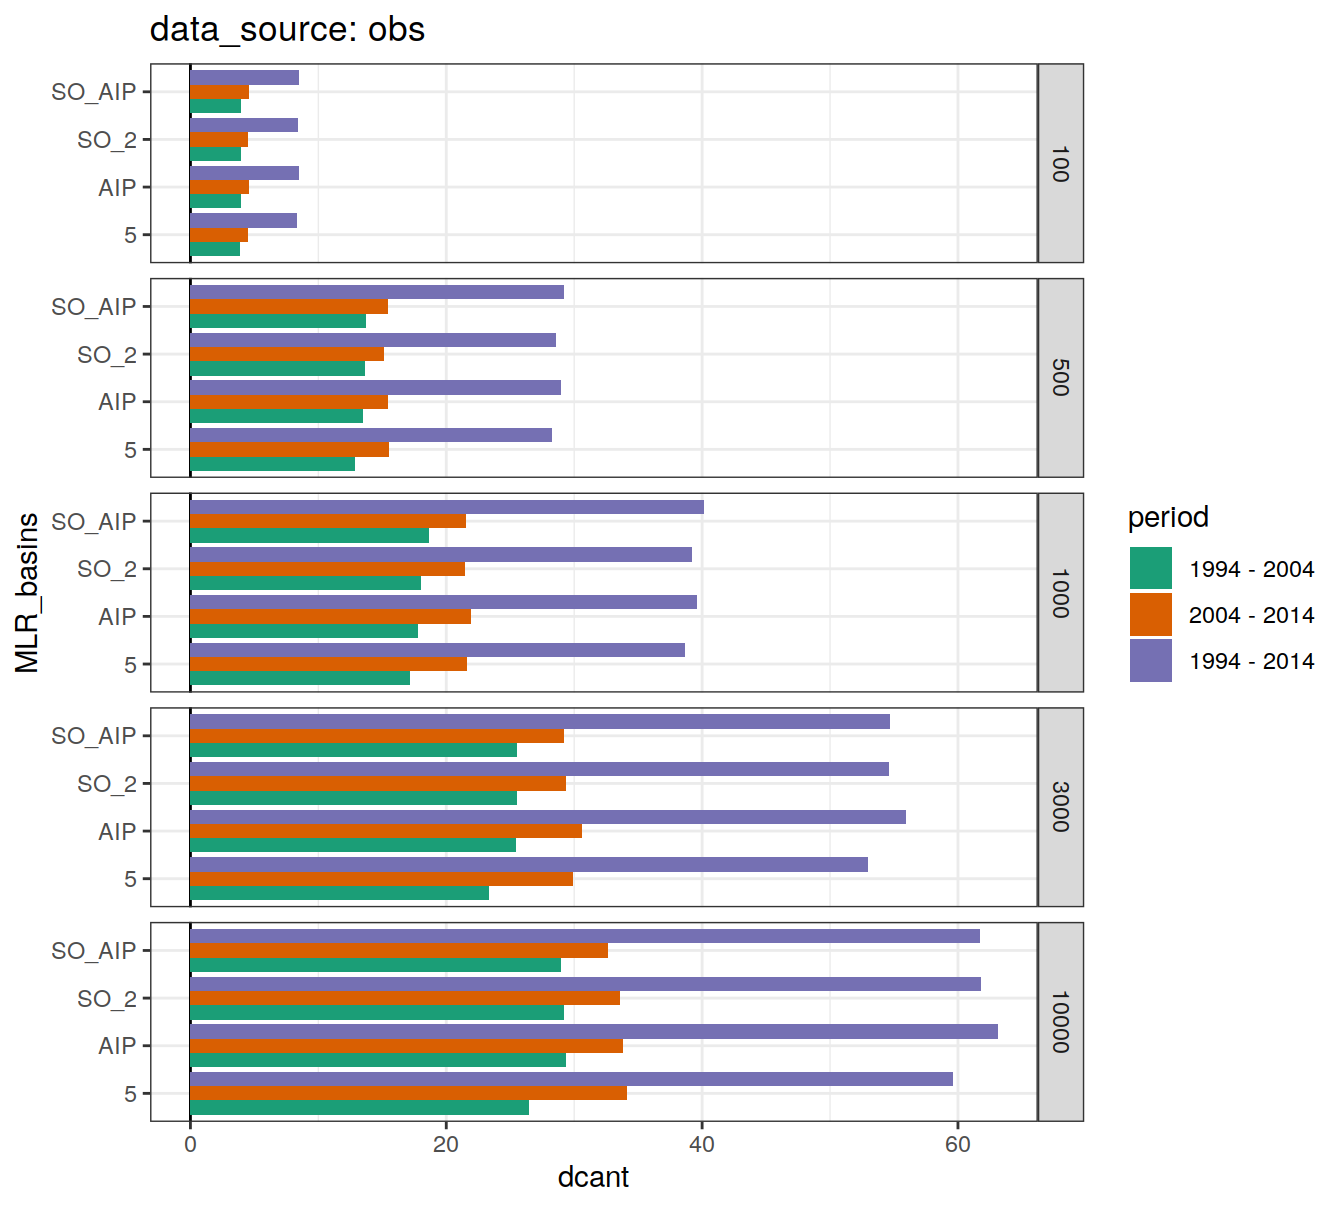 data_source: obs
SO_AIP
SO_2
AIP
5
100
SO_AIP
SO_2
AIP
5
500
SO_AIP
SO_2
AIP
5
1000
SO_AIP
SO_2
AIP
5
3000
SO_AIP
SO_2
AIP
5
10000
0 20 40 60
dcant
MLR_basins
period
1994 - 2004
2004 - 2014
1994 - 2014